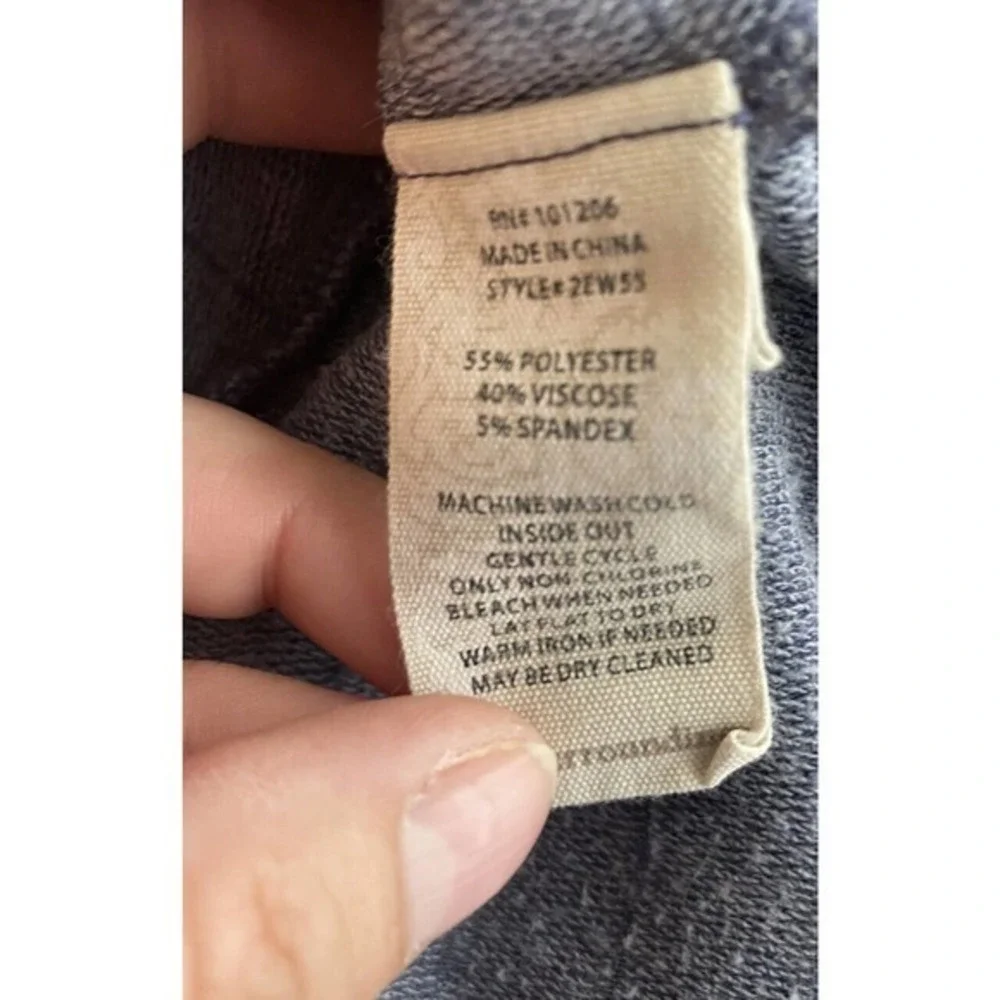 RN# 101206
MADE IN CHINA
STYLE# 2EW55
55% POLYESTER
40% VISCOSE
5% SPANDEX
MACHINE WASH COLD
INSIDE OUT
GENTLE CYCLE
ONLY NON-CHLORINE
BLEACH WHEN NEEDED
LAY FLAT TO DRY
WARM IRON IF NEEDED
MAY BE DRY CLEANED